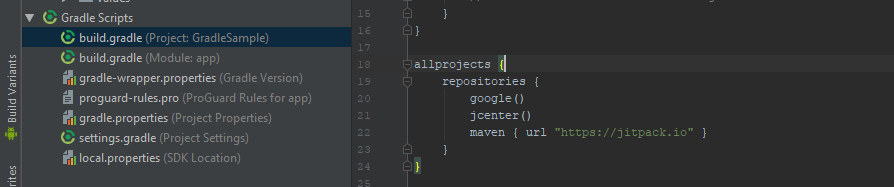 values
Gradle Scripts
build.gradle (Project: GradleSample)
build.gradle (Module: app)
gradle-wrapper.properties (Gradle Version)
proguard-rules.pro (ProGuard Rules for app)
gradle.properties (Project Properties)
settings.gradle (Project Settings)
local.properties (SDK Location)
Build Variants
rites
15 }
16 }
17
18 allprojects {
19 repositories {
20 google()
21 jcenter()
22 maven { url "https://jitpack.io" }
23 }
24 }
25